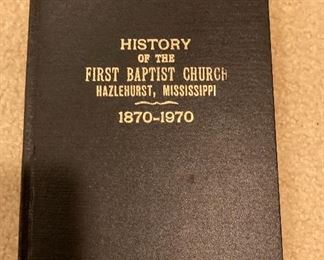 HISTORY
OF THE
FIRST BAPTIST CHURCH
HAZLEHURST, MISSISSIPPI
1870-1970